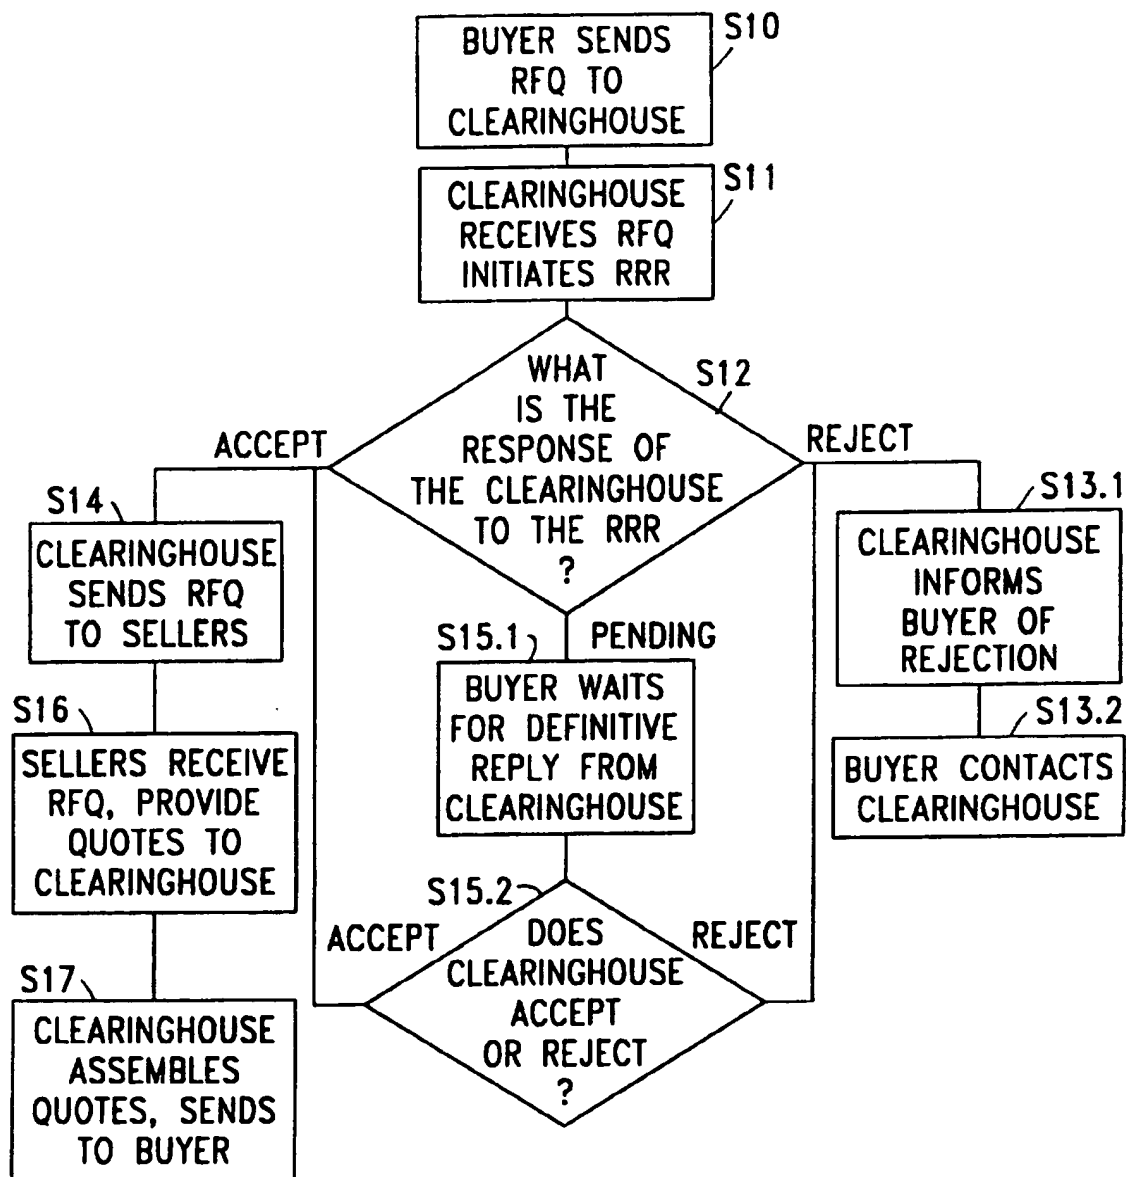 S10
BUYER SENDS
RFQ TO
CLEARINGHOUSE
S11
CLEARINGHOUSE
RECEIVES RFQ
INITIATES RRR
S12
WHAT
IS THE
RESPONSE OF
THE CLEARINGHOUSE
TO THE RRR
?
ACCEPT
REJECT
PENDING
S14
CLEARINGHOUSE
SENDS RFQ
TO SELLERS
S16
SELLERS RECEIVE
RFQ, PROVIDE
QUOTES TO
CLEARINGHOUSE
S17
CLEARINGHOUSE
ASSEMBLES
QUOTES, SENDS
TO BUYER
S15.1
BUYER WAITS
FOR DEFINITIVE
REPLY FROM
CLEARINGHOUSE
S15.2
DOES
CLEARINGHOUSE
ACCEPT
OR REJECT
?
ACCEPT
REJECT
S13.1
CLEARINGHOUSE
INFORMS
BUYER OF
REJECTION
S13.2
BUYER CONTACTS
CLEARINGHOUSE